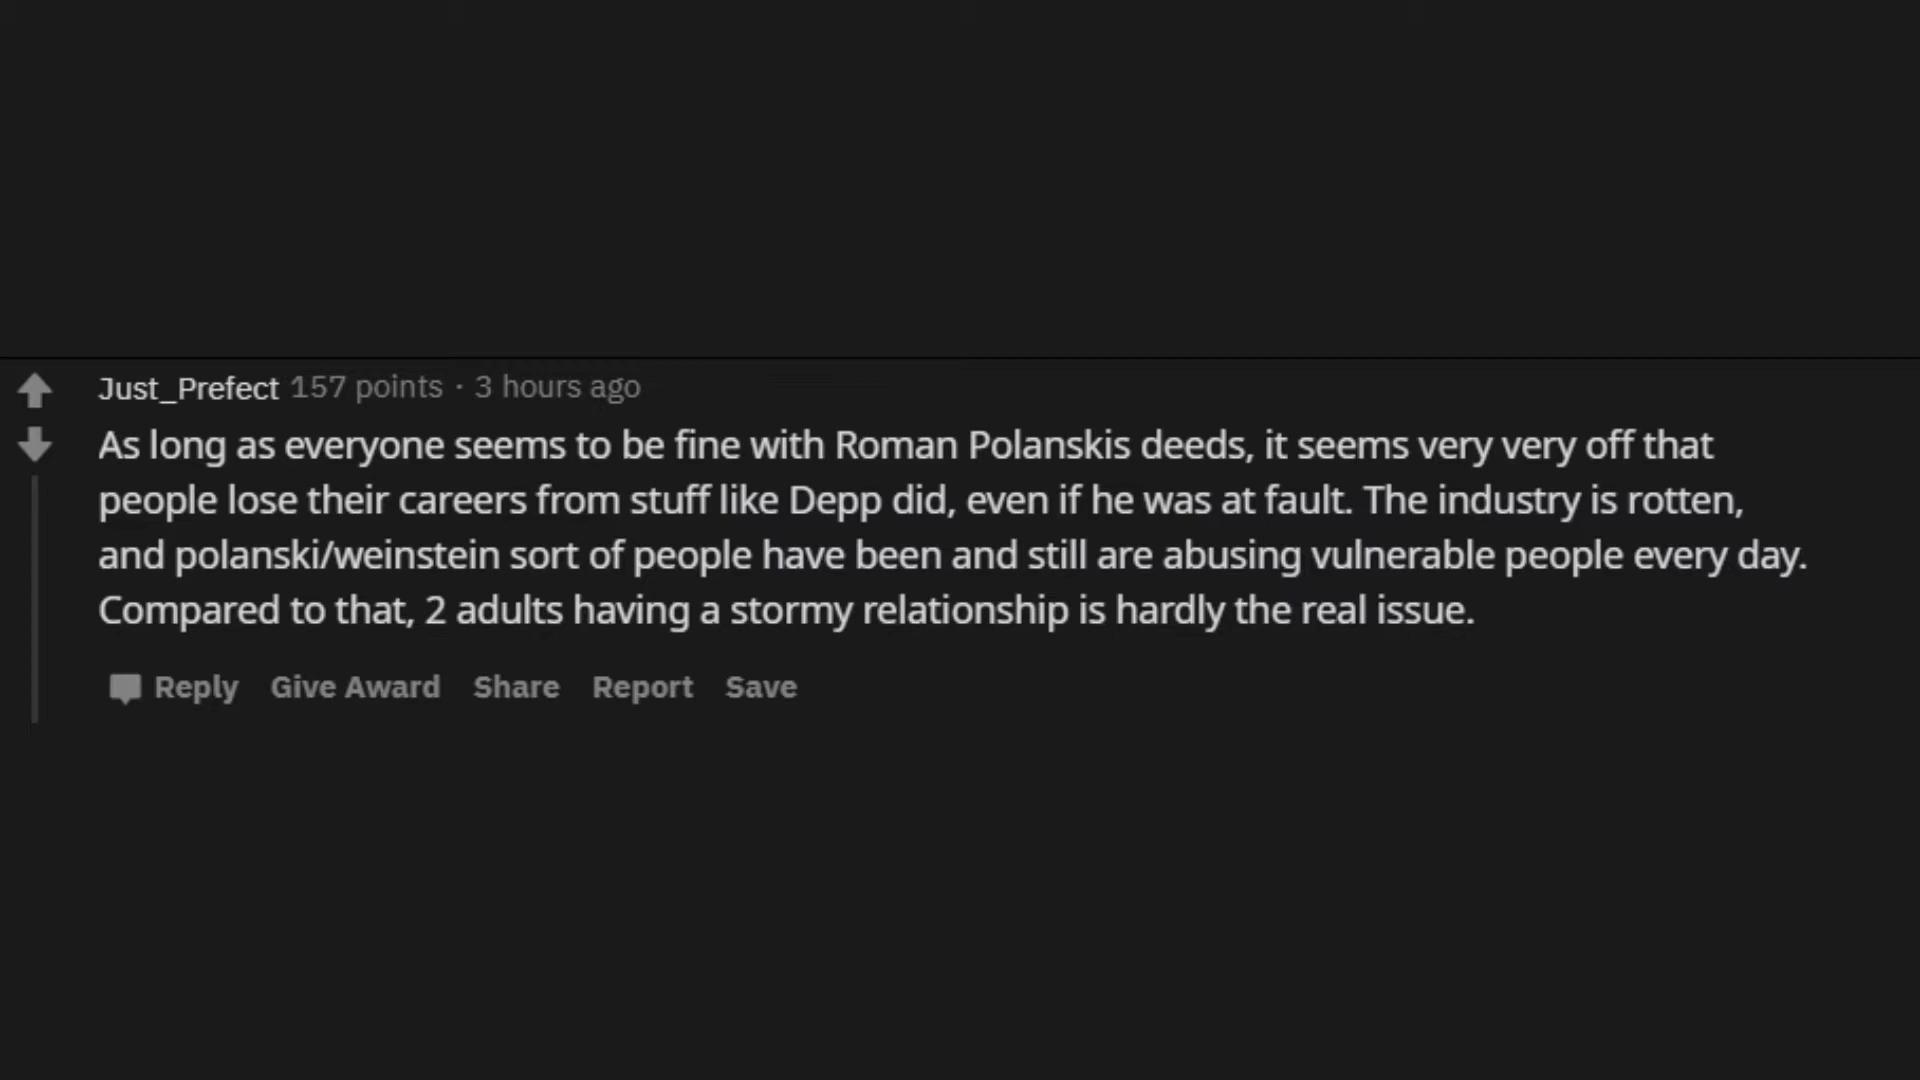 Just_Prefect 157 points · 3 hours ago
As long as everyone seems to be fine with Roman Polanskis deeds, it seems very very off that
people lose their careers from stuff like Depp did, even if he was at fault. The industry is rotten,
and polanski/weinstein sort of people have been and still are abusing vulnerable people every day.
Compared to that, 2 adults having a stormy relationship is hardly the real issue.
Reply Give Award Share Report Save